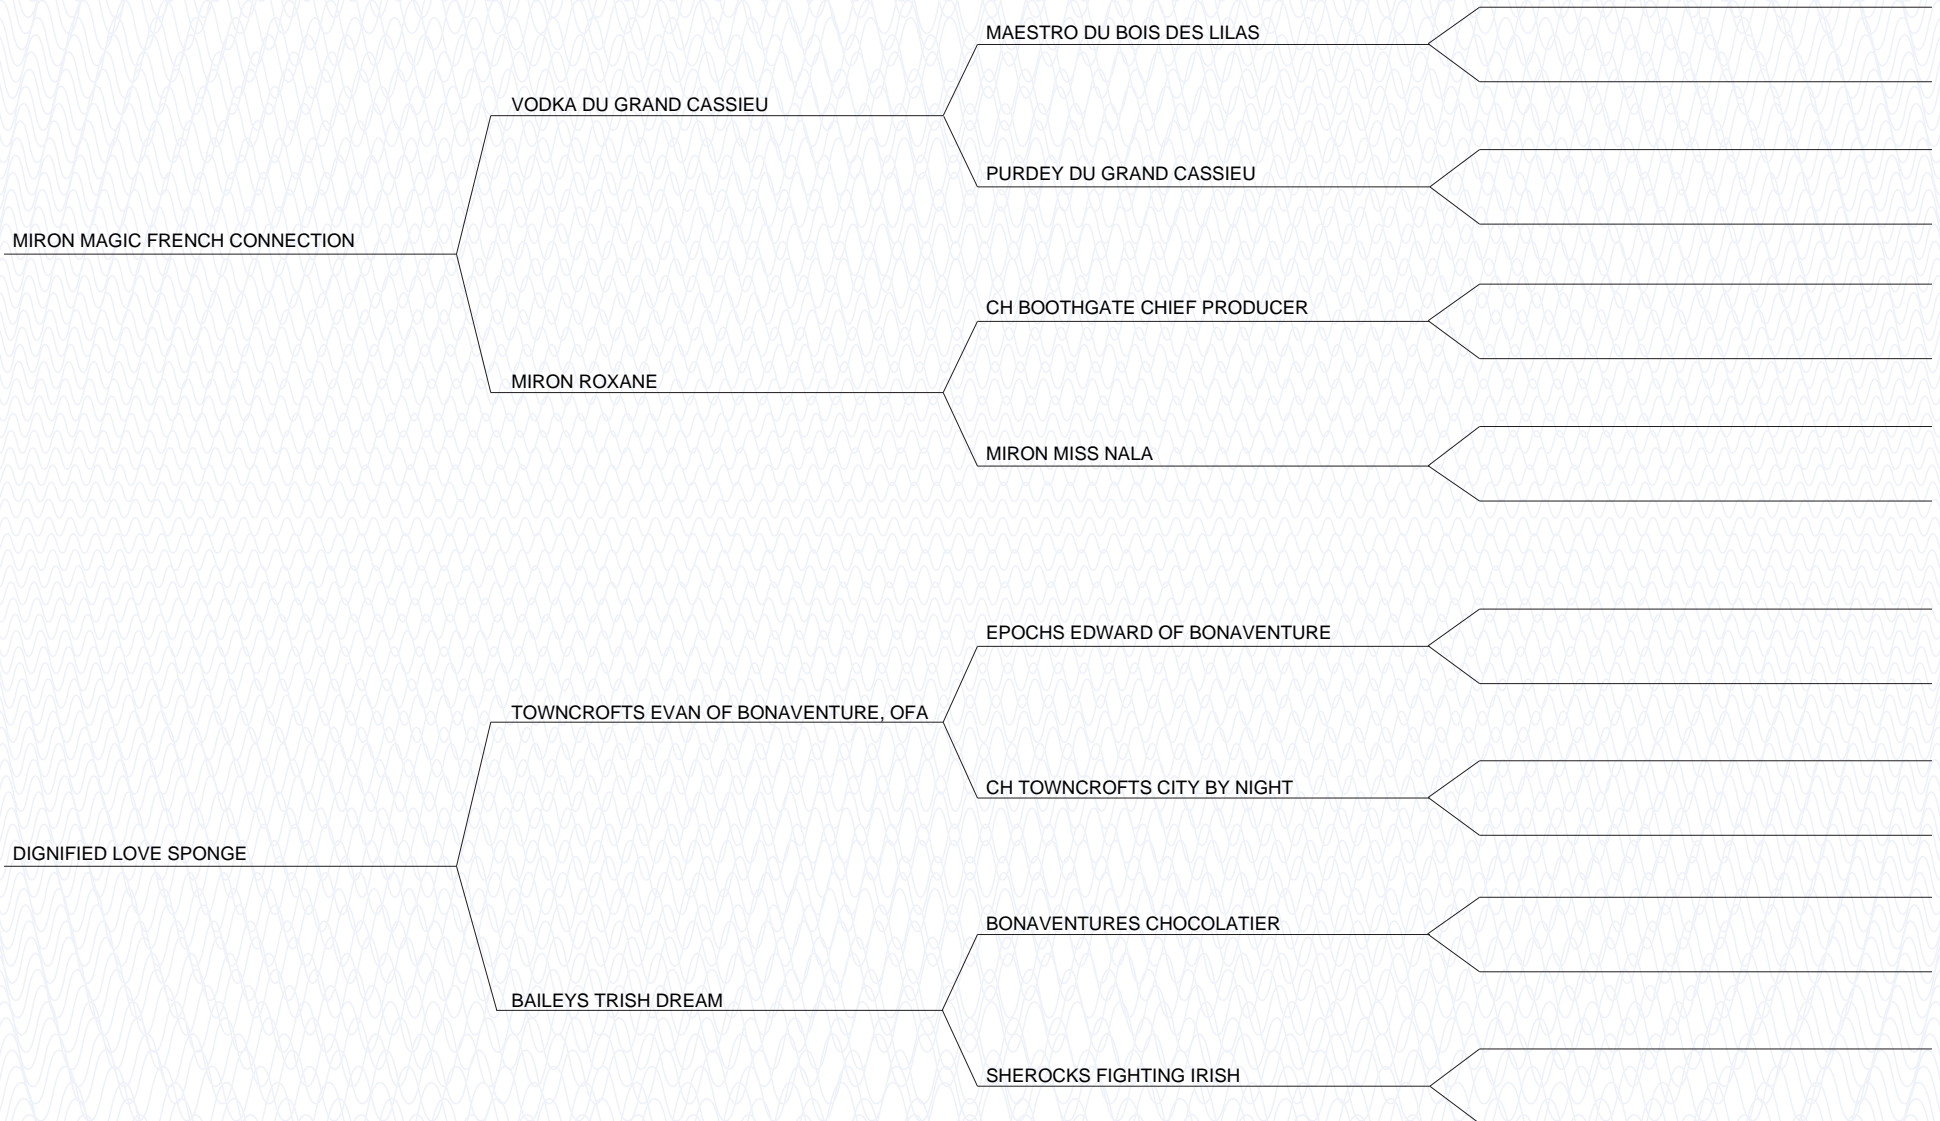 MAESTRO DU BOIS DES LILAS
VODKA DU GRAND CASSIEU
PURDEY DU GRAND CASSIEU
MIRON MAGIC FRENCH CONNECTION
CH BOOTHGATE CHIEF PRODUCER
MIRON ROXANE
MIRON MISS NALA
EPOCHS EDWARD OF BONAVENTURE
TOWNCROFTS EVAN OF BONAVENTURE, OFA
CH TOWNCROFTS CITY BY NIGHT
DIGNIFIED LOVE SPONGE
BONAVENTURES CHOCOLATIER
BAILEYS TRISH DREAM
SHEROCKS FIGHTING IRISH